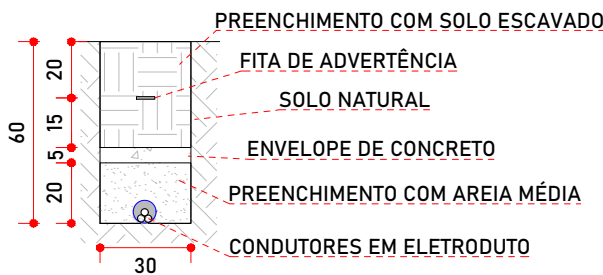 PREENCHIMENTO COM SOLO ESCAVADO
FITA DE ADVERTÊNCIA
SOLO NATURAL
ENVELOPE DE CONCRETO
PREENCHIMENTO COM AREIA MÉDIA
CONDUTORES EM ELETRODUTO
60
20
15
5
20
30